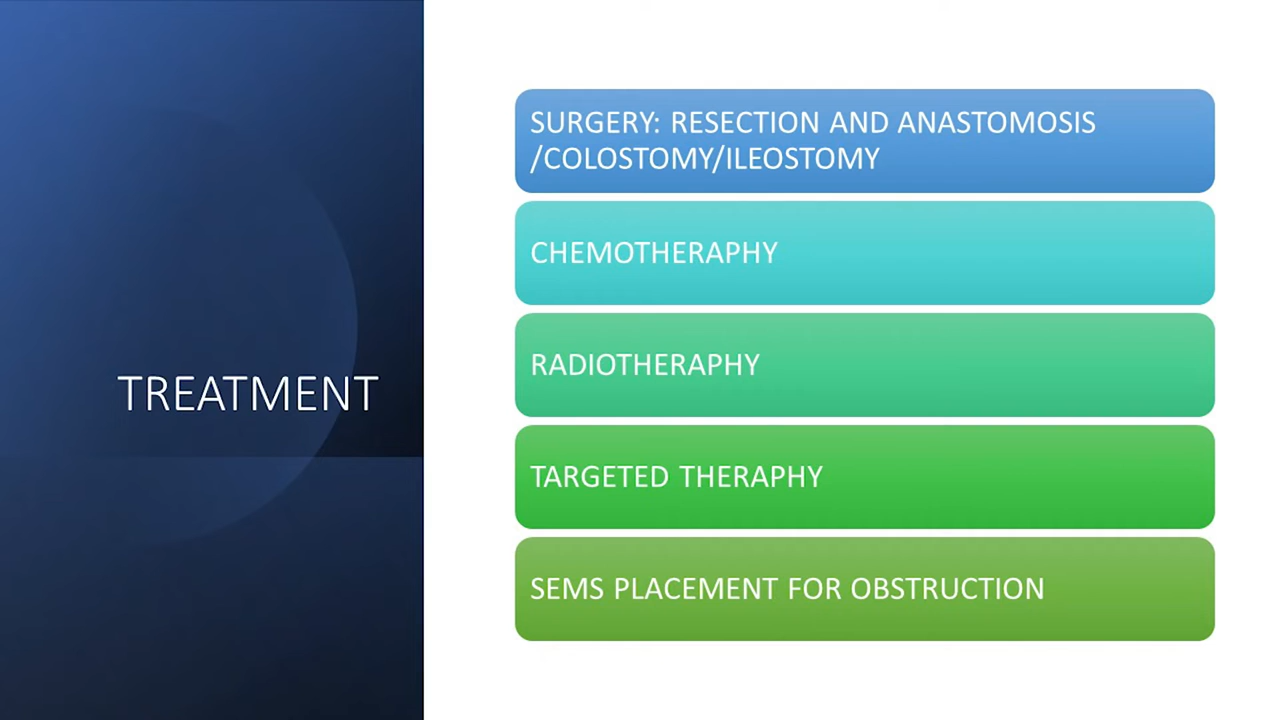 TREATMENT
SURGERY: RESECTION AND ANASTOMOSIS
/COLOSTOMY/ILEOSTOMY
CHEMOTHERAPHY
RADIOTHERAPHY
TARGETED THERAPHY
SEMS PLACEMENT FOR OBSTRUCTION